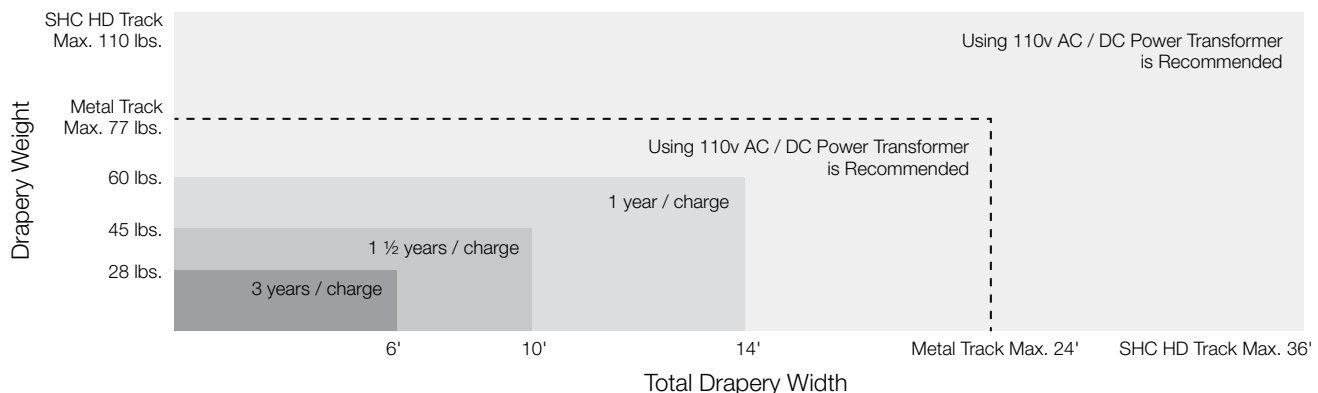 SHC HD Track
Max. 110 lbs.
Using 110v AC / DC Power Transformer
is Recommended
Metal Track
Max. 77 lbs.
Using 110v AC / DC Power Transformer
is Recommended
Drapery Weight
60 lbs.
1 year / charge
45 lbs.
1 ½ years / charge
28 lbs.
3 years / charge
6'
10'
14'
Metal Track Max. 24'
SHC HD Track Max. 36'
Total Drapery Width